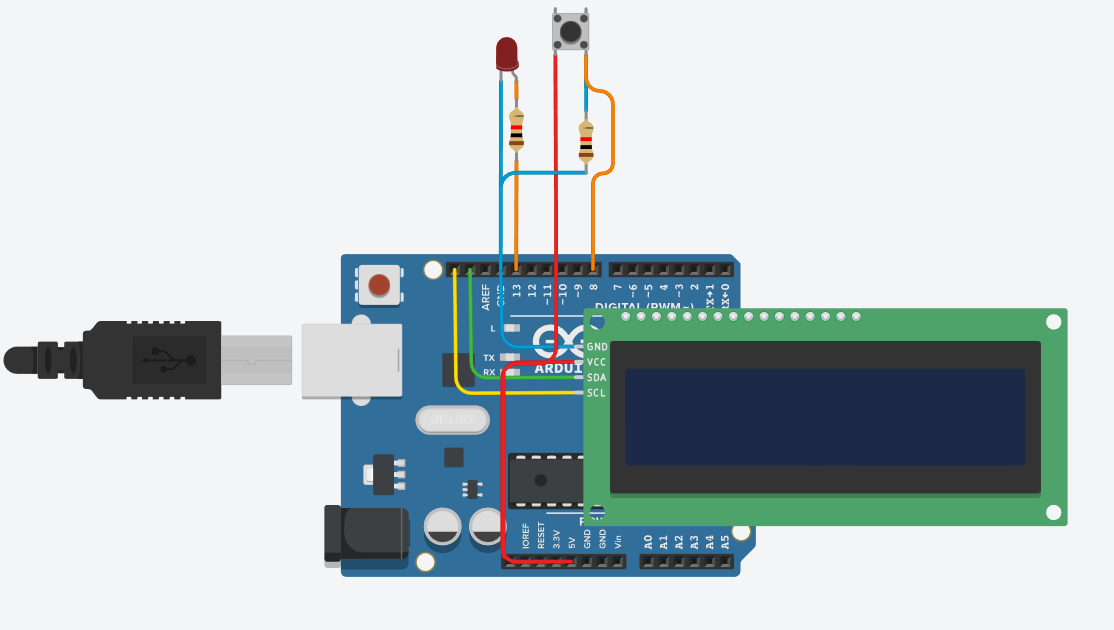 AREF
GND
13
12
~11
~10
~9
8
7
~6
~5
4
~3
2
TX→1
RX←0
DIGITAL (PWM~)
L
TX
RX
ARDUI
GND
VCC
SDA
SCL
IOREF
RESET
3.3V
5V
GND
GND
Vin
A0
A1
A2
A3
A4
A5